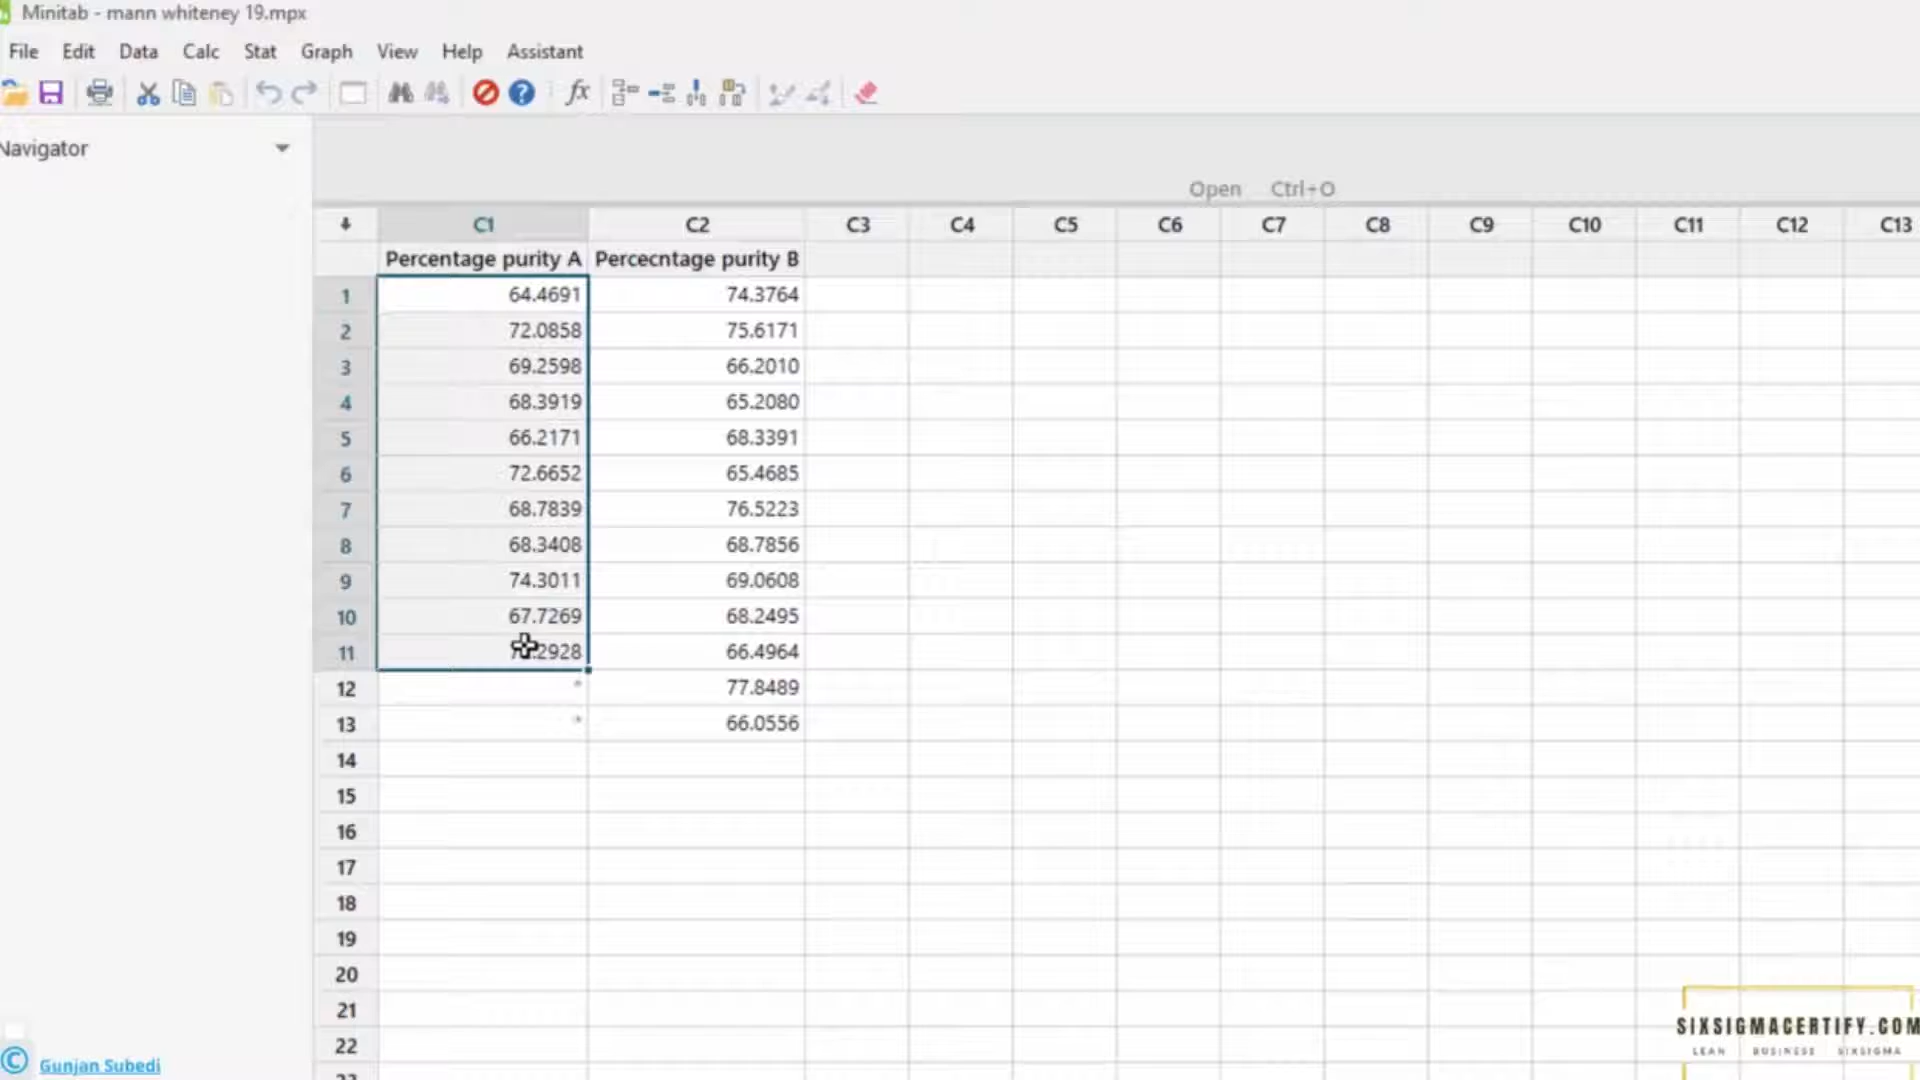 Minitab - mann whiteney 19.mpx
File Edit Data Calc Stat Graph View Help Assistant
fx
Navigator
Open Ctrl+O
C1 C2 C3 C4 C5 C6 C7 C8 C9 C10 C11 C12 C13
Percentage purity A Percecntage purity B
1 64.4691 74.3764
2 72.0858 75.6171
3 69.2598 66.2010
4 68.3919 65.2080
5 66.2171 68.3391
6 72.6652 65.4685
7 68.7839 76.5223
8 68.3408 68.7856
9 74.3011 69.0608
10 67.7269 68.2495
11 66.4964
12 * 77.8489
13 * 66.0556
14
15
16
17
18
19
20
21
22
© Gunjan Subedi
SIXSIGMACERTIFY.COM
LEAN BUSINESS SIXSIGMA